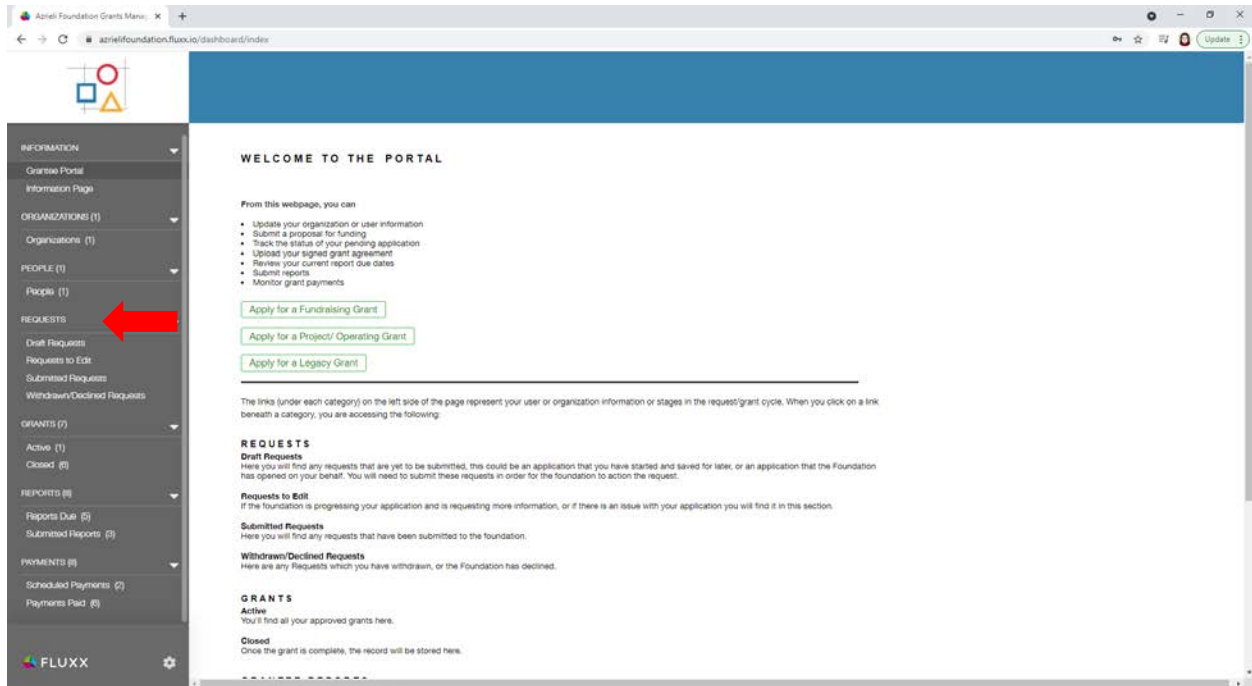 Azrieli Foundation Grants Mana
azrielifoundation.fluxx.io/dashboard/index
Update
INFORMATION
Grantee Portal
Information Page
ORGANIZATIONS (1)
Organizations (1)
PEOPLE (1)
People (1)
REQUESTS
Draft Requests
Requests to Edit
Submitted Requests
Withdrawn/Declined Requests
GRANTS (7)
Active (1)
Closed (6)
REPORTS (8)
Reports Due (5)
Submitted Reports (3)
PAYMENTS (8)
Scheduled Payments (2)
Payments Paid (6)
FLUXX
WELCOME TO THE PORTAL
From this webpage, you can
• Update your organization or user information
• Submit a proposal for funding
• Track the status of your pending application
• Upload your signed grant agreement
• Review your current report due dates
• Submit reports
• Monitor grant payments
Apply for a Fundraising Grant
Apply for a Project/ Operating Grant
Apply for a Legacy Grant
The links (under each category) on the left side of the page represent your user or organization information or stages in the request/grant cycle. When you click on a link
beneath a category, you are accessing the following:
REQUESTS
Draft Requests
Here you will find any requests that are yet to be submitted, this could be an application that you have started and saved for later, or an application that the Foundation
has opened on your behalf. You will need to submit these requests in order for the foundation to action the request.
Requests to Edit
If the foundation is progressing your application and is requesting more information, or if there is an issue with your application you will find it in this section.
Submitted Requests
Here you will find any requests that have been submitted to the foundation.
Withdrawn/Declined Requests
Here are any Requests which you have withdrawn, or the Foundation has declined.
GRANTS
Active
You'll find all your approved grants here.
Closed
Once the grant is complete, the record will be stored here.